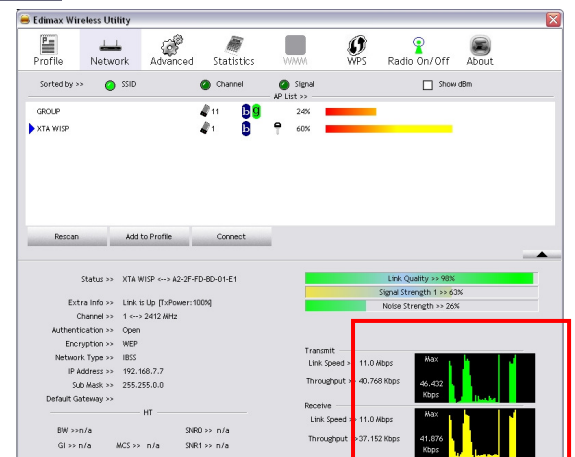 Edimax Wireless Utility
Profile Network Advanced Statistics WMM WPS Radio On/Off About
Sorted by >> SSID Channel Signal Show dBm
AP List >>
GROUP 11 b g 24%
XTA WISP 1 b 60%
Rescan Add to Profile Connect
Status >> XTA WISP <--> A2-2F-FD-BD-01-E1
Extra Info >> Link is Up [TxPower:100%]
Channel >> 1 <--> 2412 MHz
Authentication >> Open
Encryption >> WEP
Network Type >> IBSS
IP Address >> 192.168.7.7
Sub Mask >> 255.255.0.0
Default Gateway >>
HT
BW >> n/a SNR0 >> n/a
GI >> n/a MCS >> n/a SNR1 >> n/a
Link Quality >> 98%
Signal Strength 1 >> 63%
Noise Strength >> 26%
Transmit
Link Speed >> 11.0 Mbps
Throughput >> 40.768 Kbps
Max
46.432
Kbps
Receive
Link Speed >> 11.0 Mbps
Throughput >> 37.152 Kbps
Max
41.876
Kbps